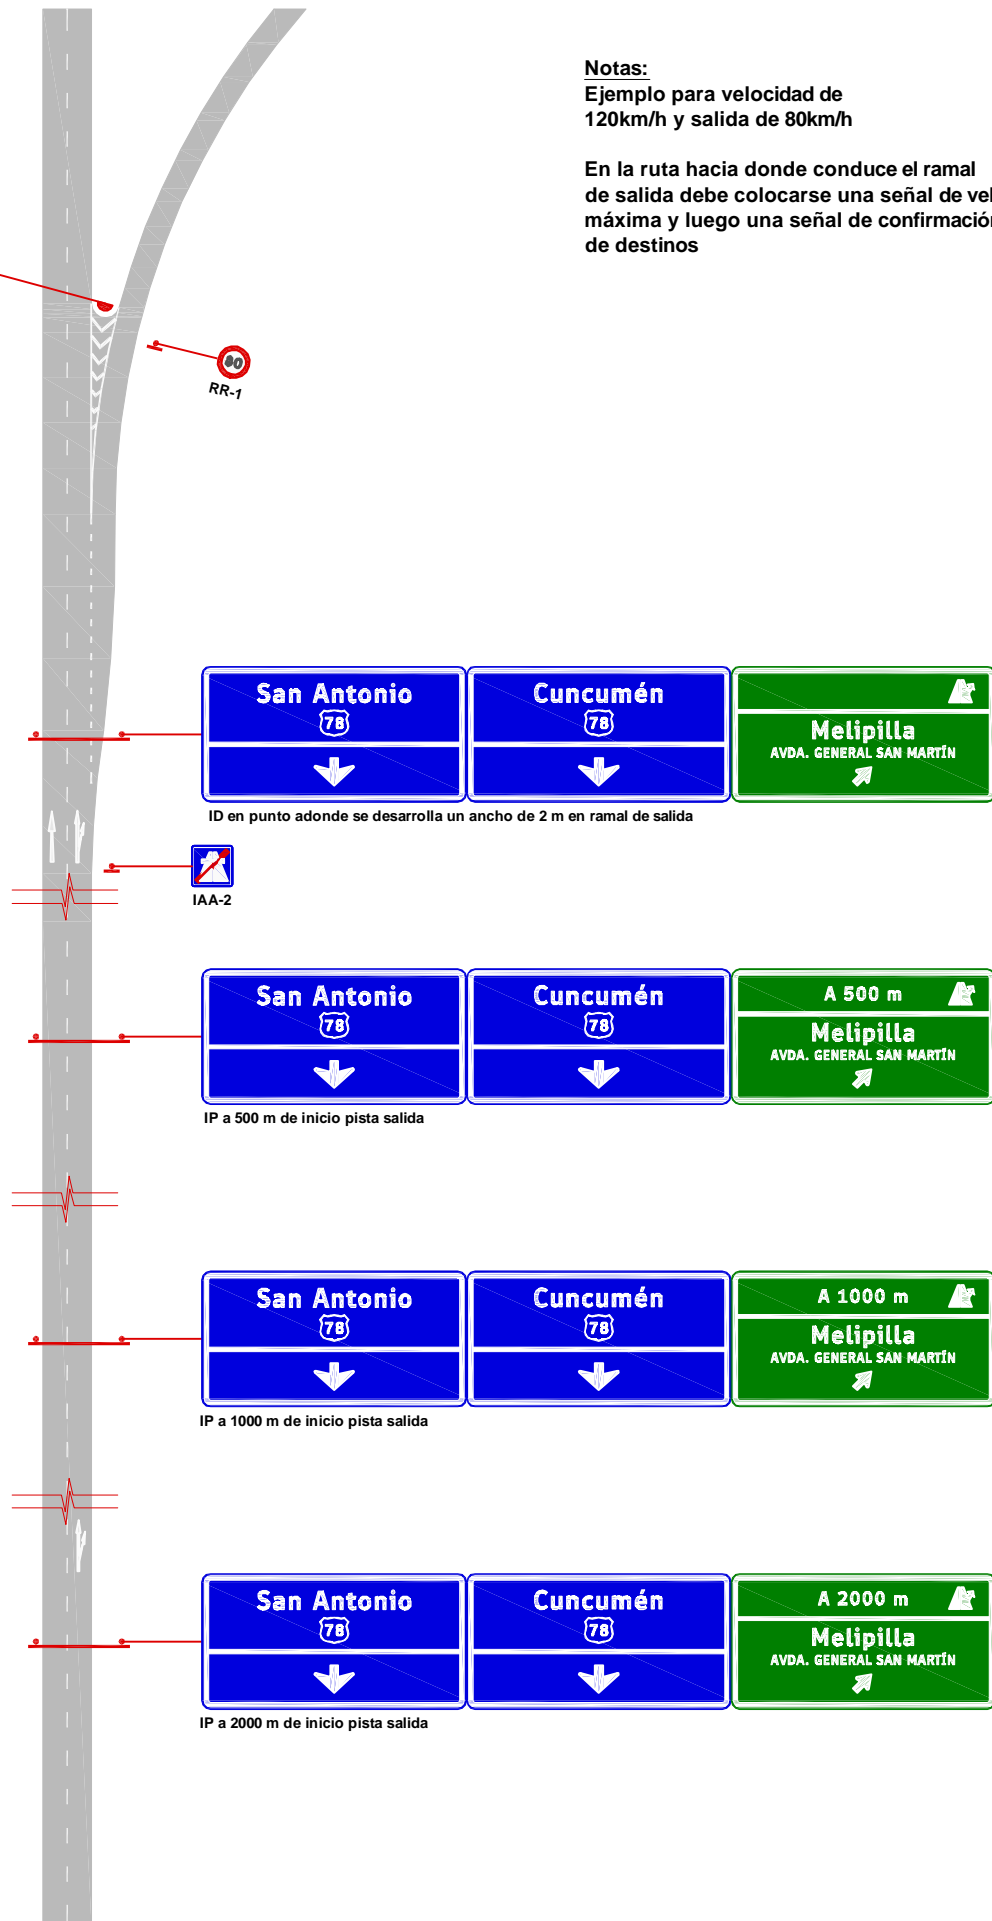 Notas:
Ejemplo para velocidad de
120km/h y salida de 80km/h
En la ruta hacia donde conduce el ramal
de salida debe colocarse una señal de vel
máxima y luego una señal de confirmación
de destinos
80
RR-1
San Antonio
78
Cuncumén
78
Melipilla
AVDA. GENERAL SAN MARTÍN
ID en punto adonde se desarrolla un ancho de 2 m en ramal de salida
IAA-2
San Antonio
78
Cuncumén
78
A 500 m
Melipilla
AVDA. GENERAL SAN MARTÍN
IP a 500 m de inicio pista salida
San Antonio
78
Cuncumén
78
A 1000 m
Melipilla
AVDA. GENERAL SAN MARTÍN
IP a 1000 m de inicio pista salida
San Antonio
78
Cuncumén
78
A 2000 m
Melipilla
AVDA. GENERAL SAN MARTÍN
IP a 2000 m de inicio pista salida